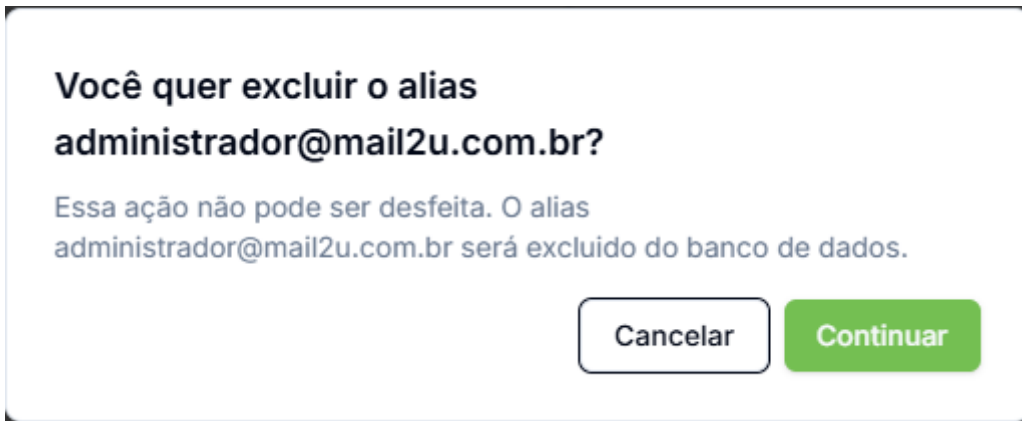 Você quer excluir o alias
administrador@mail2u.com.br?
Essa ação não pode ser desfeita. O alias
administrador@mail2u.com.br será excluido do banco de dados.
Cancelar
Continuar